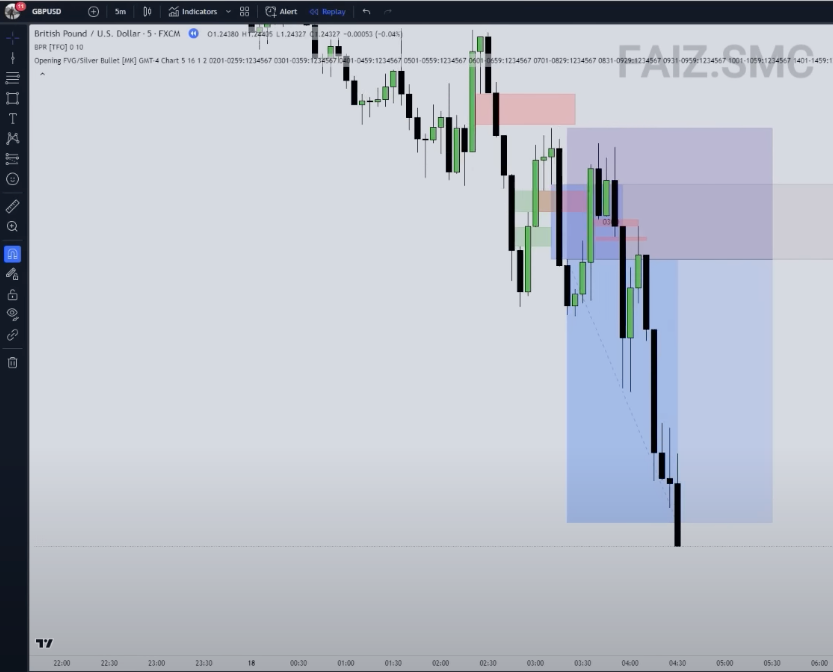 11
GBPUSD 5m Indicators Alert Replay
British Pound / U.S. Dollar · 5 · FXCM O1.24380 L1.24327 −0.00053 (−0.04%)
BPR [TFO] 0 10
Opening FVG/Silver Bullet [MK] GMT-4 Chart 5 16 1 2 0201-0259:1234567 0301-0359:1234567 0401-0459:1234567 0501-0559:1234567 0601-0659:1234567 0701-0829:1234567 0831-0929:1234567 0931-0959:1234567 1001-1059:1234567 1401-1459:1
FAIZ.SMC
22:00 22:30 23:00 23:30 18 00:30 01:00 01:30 02:00 02:30 03:00 03:30 04:00 04:30 05:00 05:30 06:00